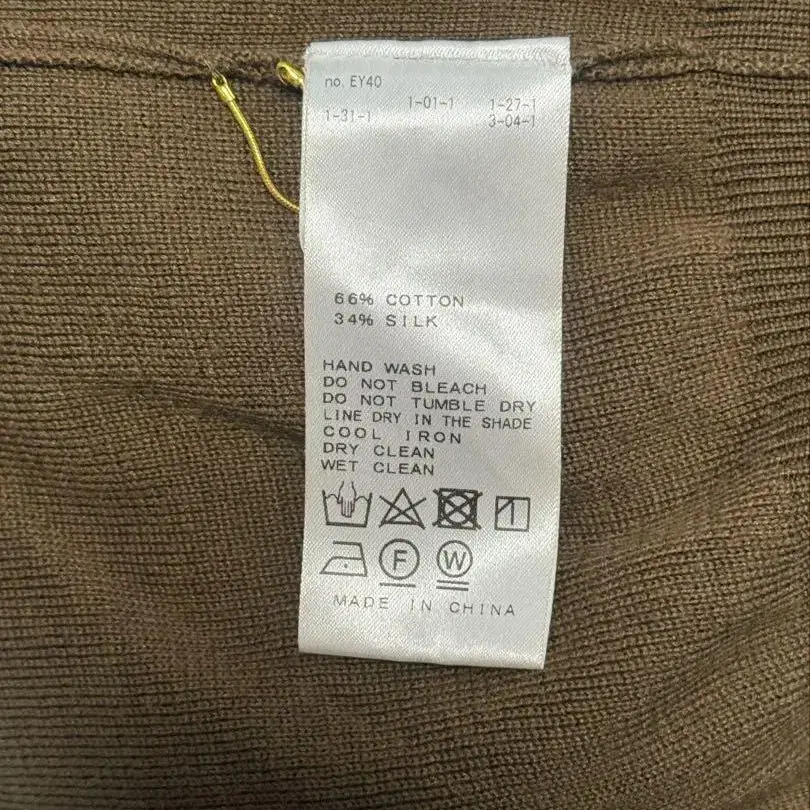 no. EY40
1-01-1 1-27-1
1-31-1 3-04-1
66% COTTON
34% SILK
HAND WASH
DO NOT BLEACH
DO NOT TUMBLE DRY
LINE DRY IN THE SHADE
COOL IRON
DRY CLEAN
WET CLEAN
F W
MADE IN CHINA